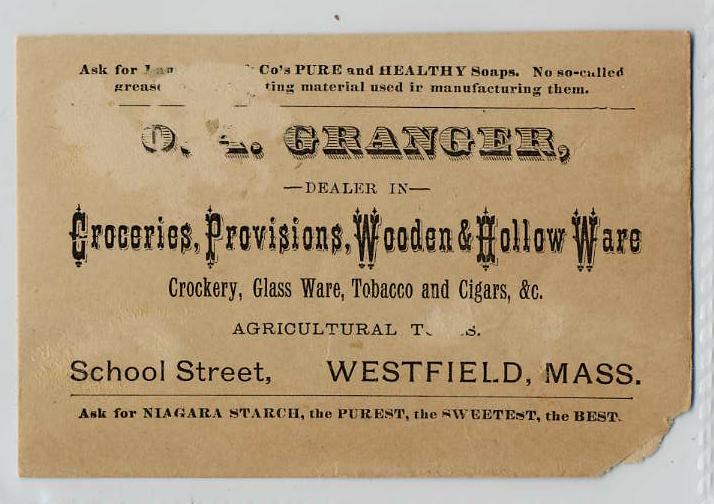 Ask for Co's PURE and HEALTHY Soaps. No so-called
material used in manufacturing them.
O. GRANGER,
—DEALER IN—
Groceries, Provisions, Wooden & Hollow Ware
Crockery, Glass Ware, Tobacco and Cigars, &c.
AGRICULTURAL
School Street, WESTFIELD, MASS.
Ask for NIAGARA STARCH, the PUREST, the SWEETEST, the BEST.